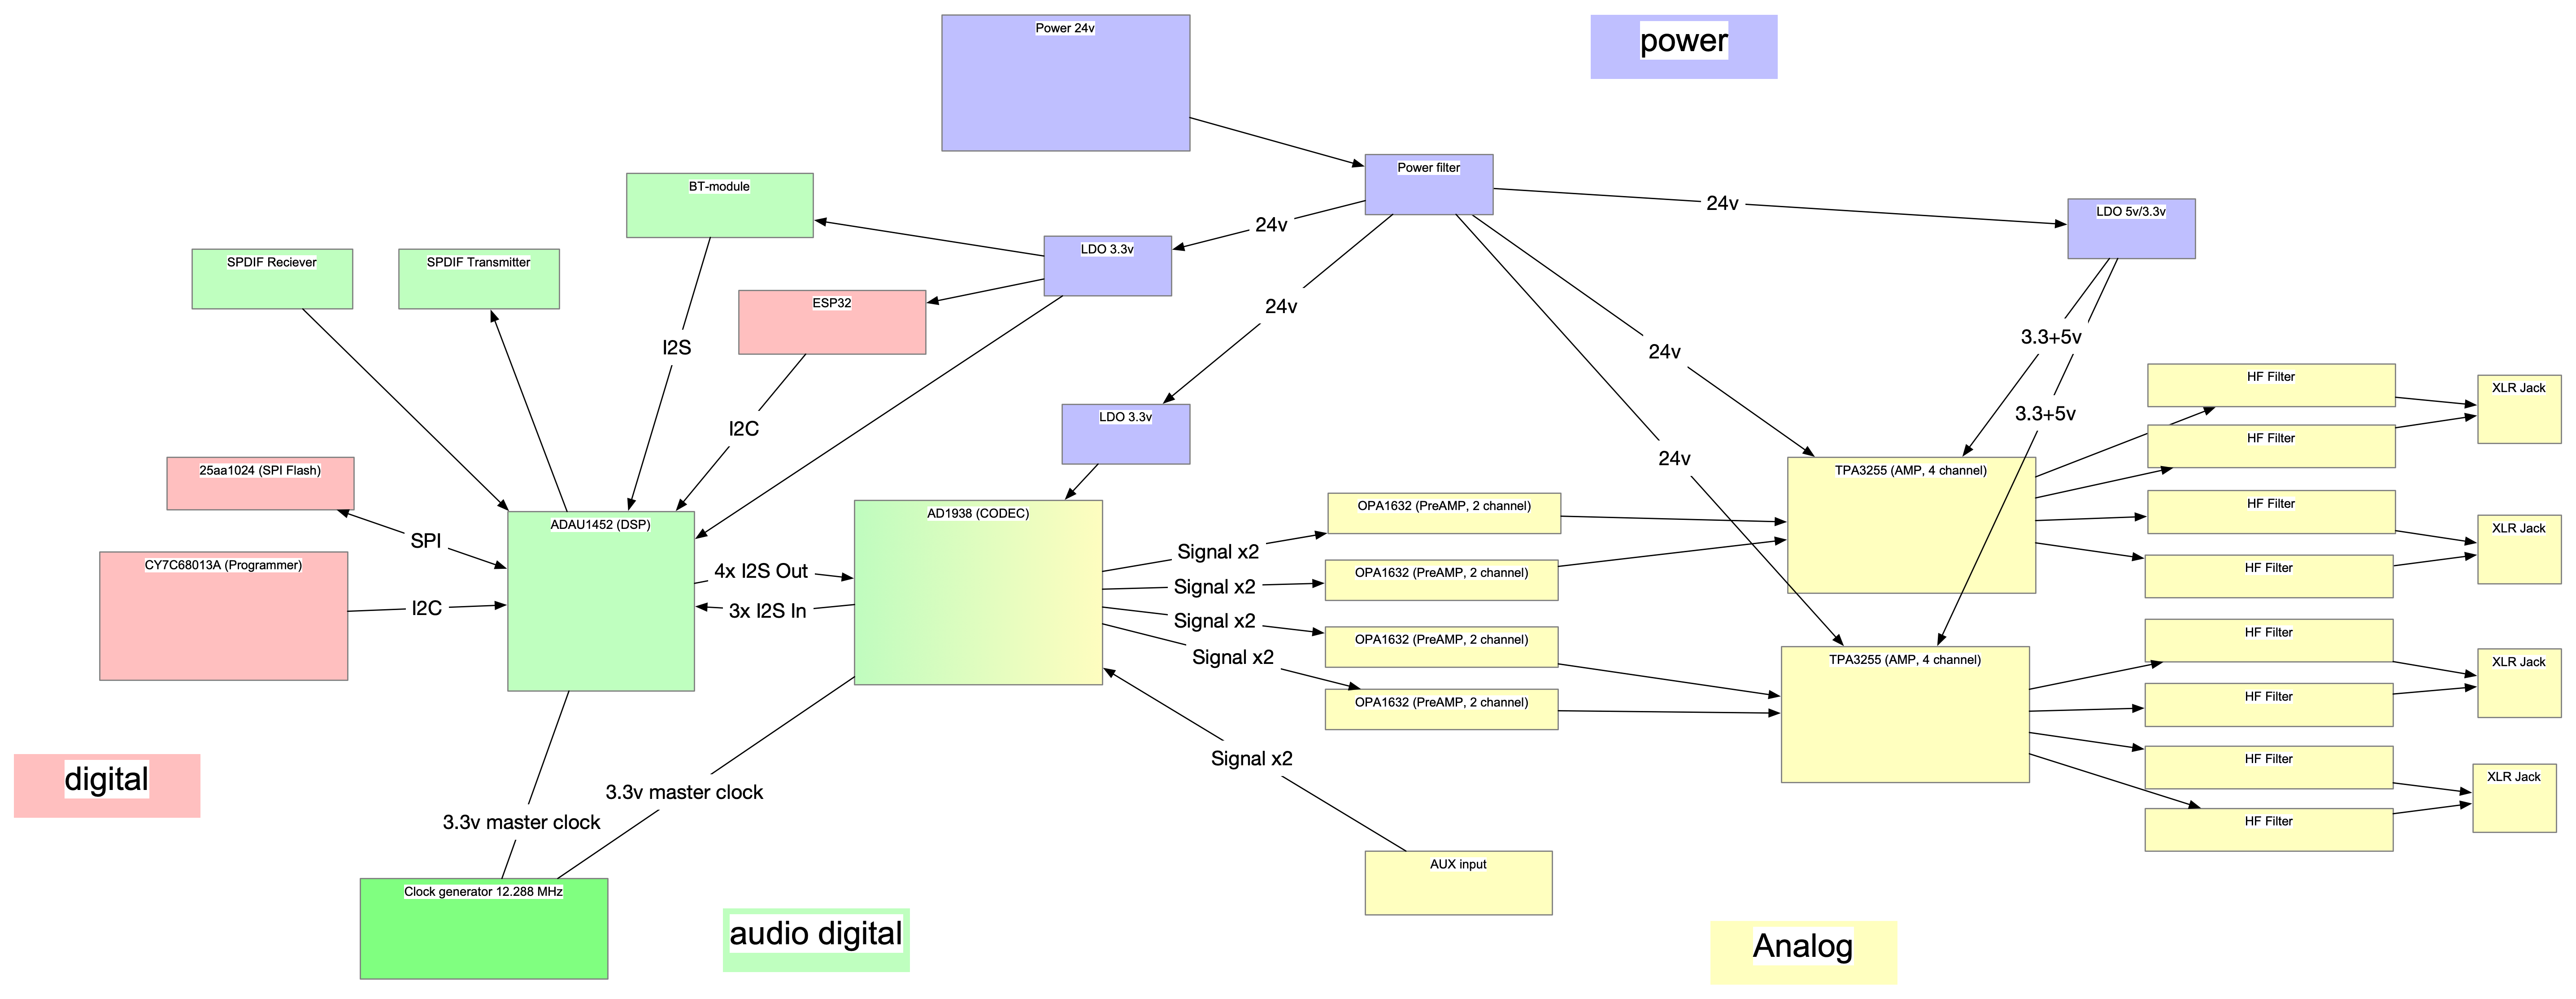 Power 24v
power
Power filter
BT-module
24v
24v
LDO 5v/3.3v
SPDIF Reciever
SPDIF Transmitter
LDO 3.3v
ESP32
24v
I2S
24v
3.3+5v
I2C
LDO 3.3v
3.3+5v
HF Filter
XLR Jack
HF Filter
24v
25aa1024 (SPI Flash)
TPA3255 (AMP, 4 channel)
ADAU1452 (DSP)
AD1938 (CODEC)
OPA1632 (PreAMP, 2 channel)
HF Filter
XLR Jack
SPI
Signal x2
CY7C68013A (Programmer)
4x I2S Out
OPA1632 (PreAMP, 2 channel)
HF Filter
Signal x2
I2C
3x I2S In
Signal x2
OPA1632 (PreAMP, 2 channel)
HF Filter
Signal x2
TPA3255 (AMP, 4 channel)
XLR Jack
OPA1632 (PreAMP, 2 channel)
HF Filter
digital
Signal x2
HF Filter
XLR Jack
3.3v master clock
3.3v master clock
HF Filter
Clock generator 12.288 MHz
AUX input
audio digital
Analog